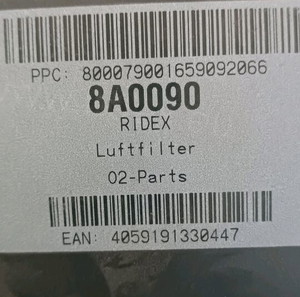 PPC: 800079001659092066
8A0090
RIDEX
Luftfilter
02-Parts
EAN: 4059191330447